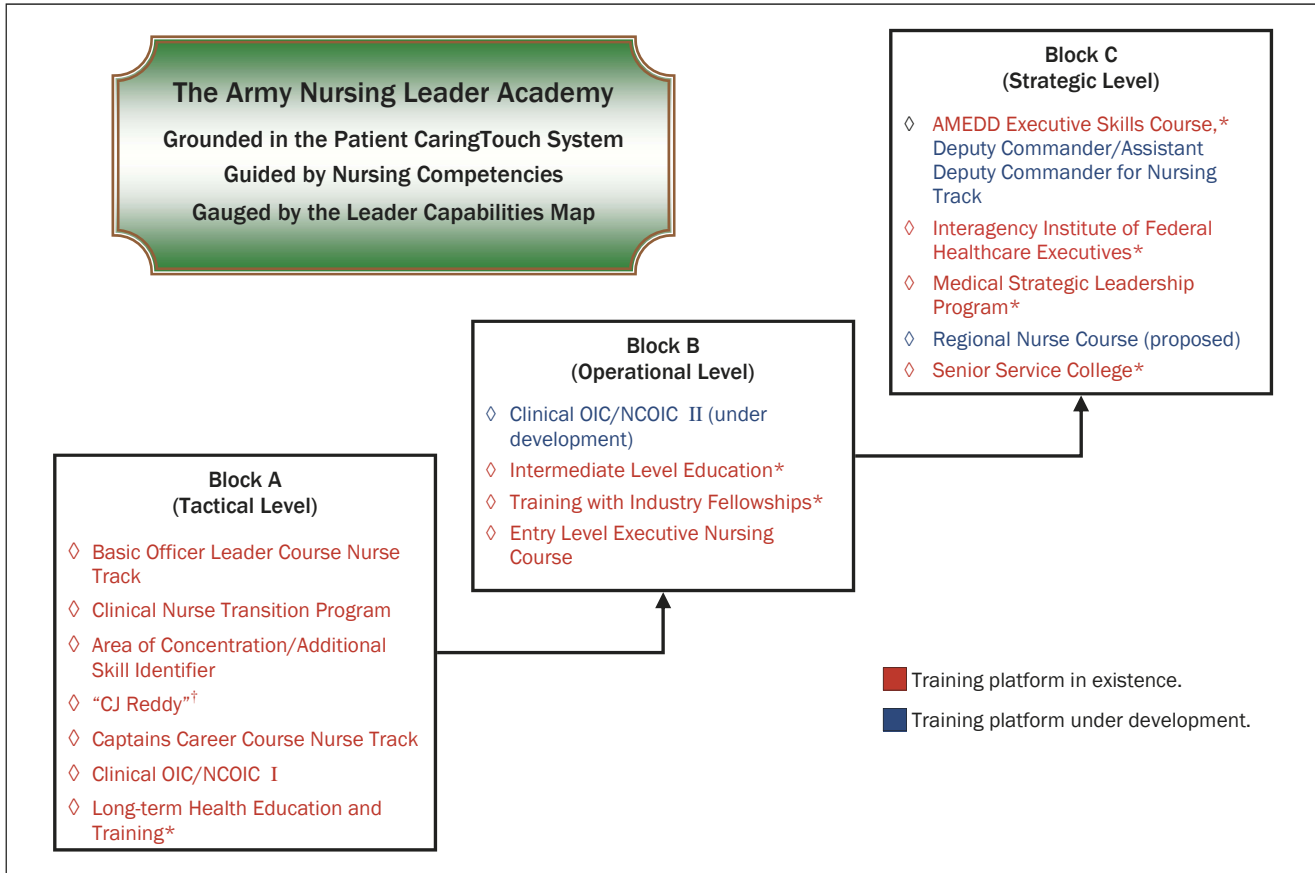 The Army Nursing Leader Academy
Grounded in the Patient CaringTouch System
Guided by Nursing Competencies
Gauged by the Leader Capabilities Map
Block A
(Tactical Level)
◊ Basic Officer Leader Course Nurse
Track
◊ Clinical Nurse Transition Program
◊ Area of Concentration/Additional
Skill Identifier
◊ “CJ Reddy”†
◊ Captains Career Course Nurse Track
◊ Clinical OIC/NCOIC I
◊ Long-term Health Education and
Training*
Block B
(Operational Level)
◊ Clinical OIC/NCOIC II (under
development)
◊ Intermediate Level Education*
◊ Training with Industry Fellowships*
◊ Entry Level Executive Nursing
Course
Block C
(Strategic Level)
◊ AMEDD Executive Skills Course,*
Deputy Commander/Assistant
Deputy Commander for Nursing
Track
◊ Interagency Institute of Federal
Healthcare Executives*
◊ Medical Strategic Leadership
Program*
◊ Regional Nurse Course (proposed)
◊ Senior Service College*
Training platform in existence.
Training platform under development.